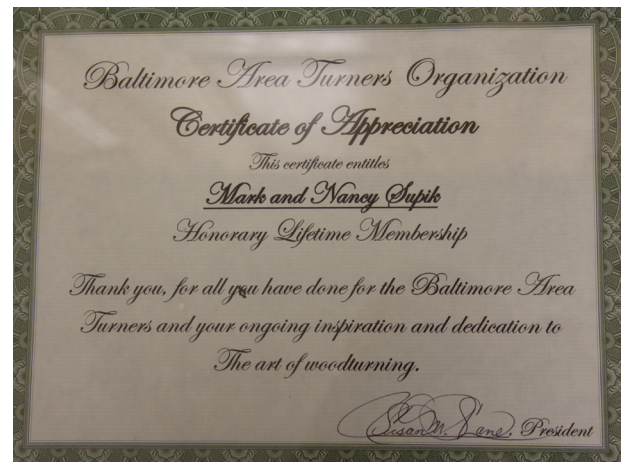 Baltimore Area Turners Organization
Certificate of Appreciation
This certificate entitles
Mark and Nancy Supik
Honorary Lifetime Membership
Thank you, for all you have done for the Baltimore Area
Turners and your ongoing inspiration and dedication to
The art of woodturning.
Susan M. , President